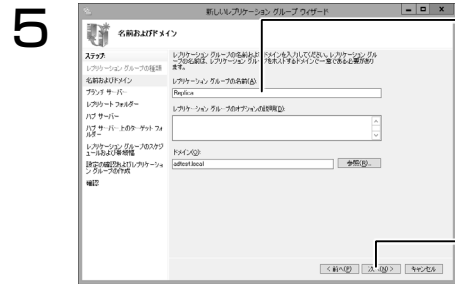 5
新しいレプリケーション グループ ウィザード
名前およびドメイン
ステップ:
レプリケーション グループの種類
名前およびドメイン
ブランチ サーバー
レプリケート フォルダー
ハブ サーバー
ハブ サーバー上のターゲット フォルダー
レプリケーション グループのスケジュールおよび帯域幅
設定の確認およびレプリケーション グループの作成
確認
レプリケーション グループの名前およびドメインを入力してください。レプリケーション グループの名前は、レプリケーション グループをホストするドメインで一意である必要があります。
レプリケーション グループの名前(A):
Replica
レプリケーション グループのオプションの説明(D):
ドメイン(O):
adtest.local
参照(R)...
< 前へ(P)
次へ(N) >
キャンセル